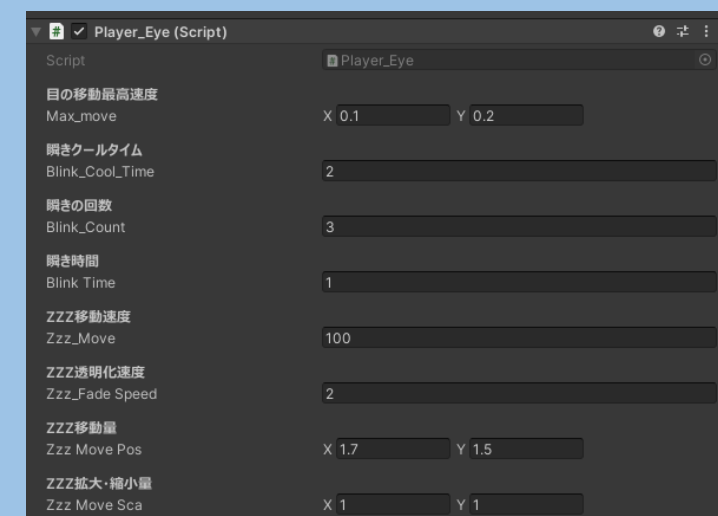 Player_Eye (Script)
Script Player_Eye
目の移動最高速度
Max_move X 0.1 Y 0.2
瞬きクールタイム
Blink_Cool_Time 2
瞬きの回数
Blink_Count 3
瞬き時間
Blink Time 1
ZZZ移動速度
Zzz_Move 100
ZZZ透明化速度
Zzz_Fade Speed 2
ZZZ移動量
Zzz Move Pos X 1.7 Y 1.5
ZZZ拡大・縮小量
Zzz Move Sca X 1 Y 1